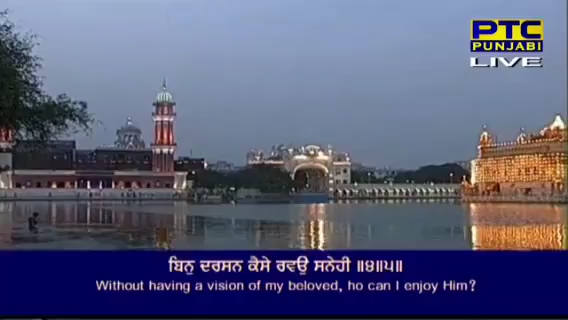 PTC
PUNJABI
LIVE
ਬਿਨੁ ਦਰਸਨ ਕੈਸੇ ਰਵਉ ਸਨੇਹੀ ॥੪॥੫॥
Without having a vision of my beloved, ho can I enjoy Him?